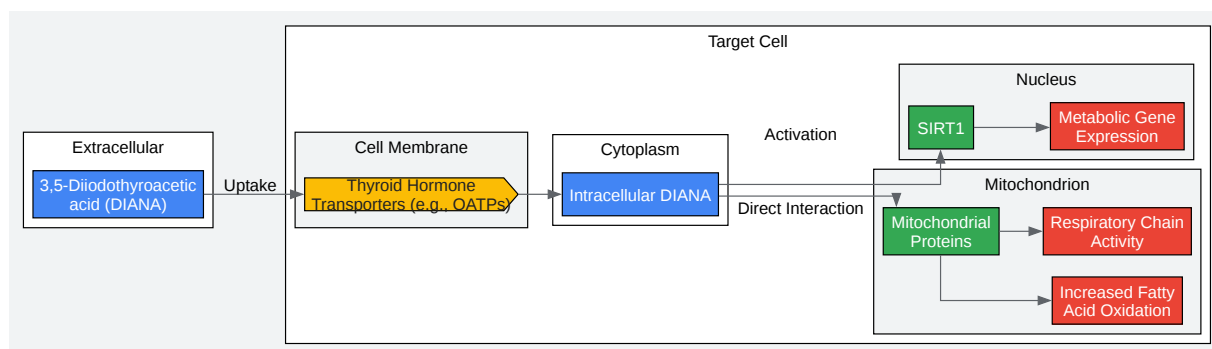 Target Cell
Extracellular
3,5-Diiodothyroacetic
acid (DIANA)
Uptake
Cell Membrane
Thyroid Hormone
Transporters (e.g., OATPs)
Cytoplasm
Intracellular DIANA
Activation
Direct Interaction
Nucleus
SIRT1
Metabolic Gene
Expression
Mitochondrion
Mitochondrial
Proteins
Respiratory Chain
Activity
Increased Fatty
Acid Oxidation